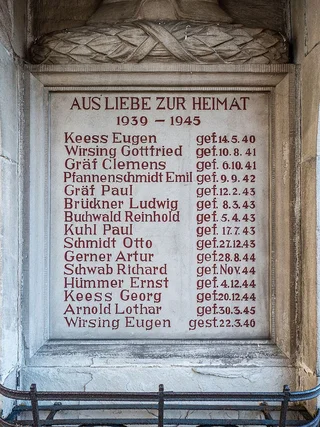 AUS LIEBE ZUR HEIMAT
1939 – 1945
Keess Eugen gef. 14. 5. 40
Wirsing Gottfried gef. 10. 8. 41
Gräf Clemens gef. 6. 10. 41
Pfannenschmidt Emil gef. 9. 9. 42
Gräf Paul gef. 12. 2. 43
Brückner Ludwig gef. 8. 3. 43
Buchwald Reinhold gef. 5. 4. 43
Kuhl Paul gef. 17. 7. 43
Schmidt Otto gef. 27. 12. 43
Gerner Artur gef. 28. 8. 44
Schwab Richard gef. Nov. 44
Hümmer Ernst gef. 4. 12. 44
Keess Georg gef. 20. 12. 44
Arnold Lothar gef. 30. 3. 45
Wirsing Eugen gest. 22. 3. 40